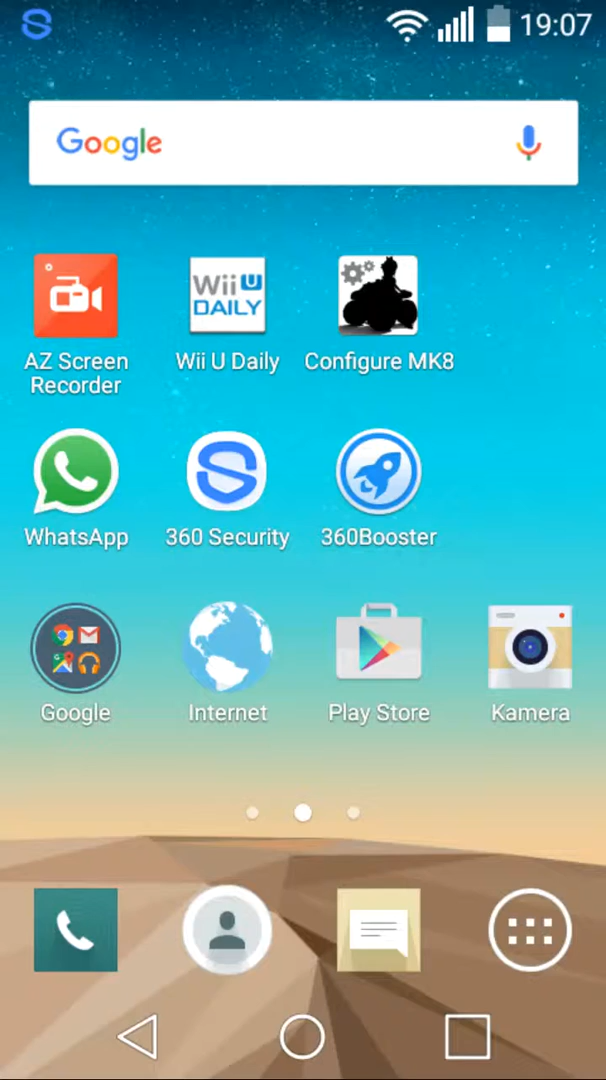 19:07
Google
Wii U
DAILY
AZ Screen
Recorder
Wii U Daily
Configure MK8
WhatsApp
360 Security
360Booster
Google
Internet
Play Store
Kamera